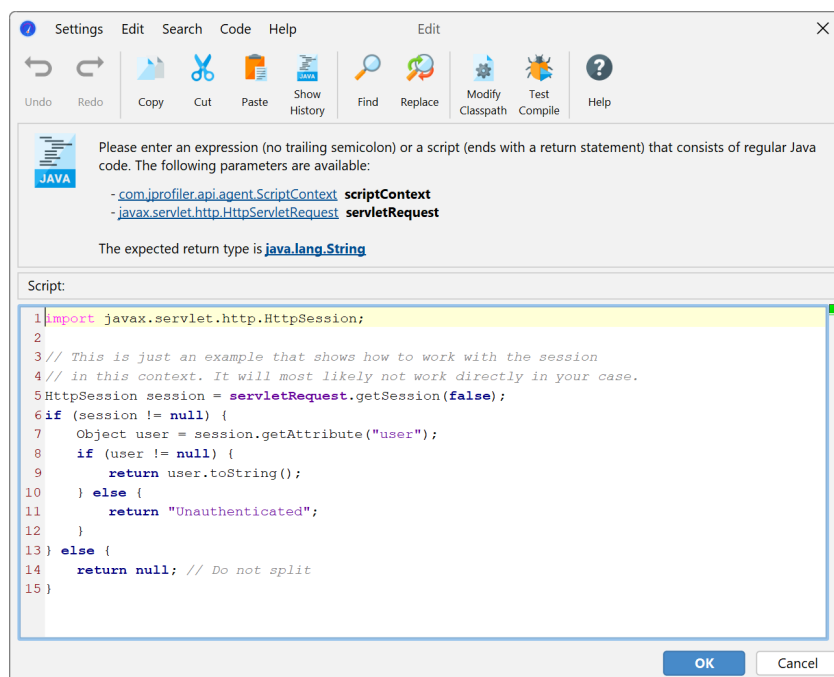 Settings Edit Search Code Help Edit
Undo Redo Copy Cut Paste Show History Find Replace Modify Classpath Test Compile Help
JAVA
JAVA
Please enter an expression (no trailing semicolon) or a script (ends with a return statement) that consists of regular Java
code. The following parameters are available:
- com.jprofiler.api.agent.ScriptContext scriptContext
- javax.servlet.http.HttpServletRequest servletRequest
The expected return type is java.lang.String
Script:
1 import javax.servlet.http.HttpSession;
2
3 // This is just an example that shows how to work with the session
4 // in this context. It will most likely not work directly in your case.
5 HttpSession session = servletRequest.getSession(false);
6 if (session != null) {
7     Object user = session.getAttribute("user");
8     if (user != null) {
9         return user.toString();
10     } else {
11         return "Unauthenticated";
12     }
13 } else {
14     return null; // Do not split
15 }
OK Cancel